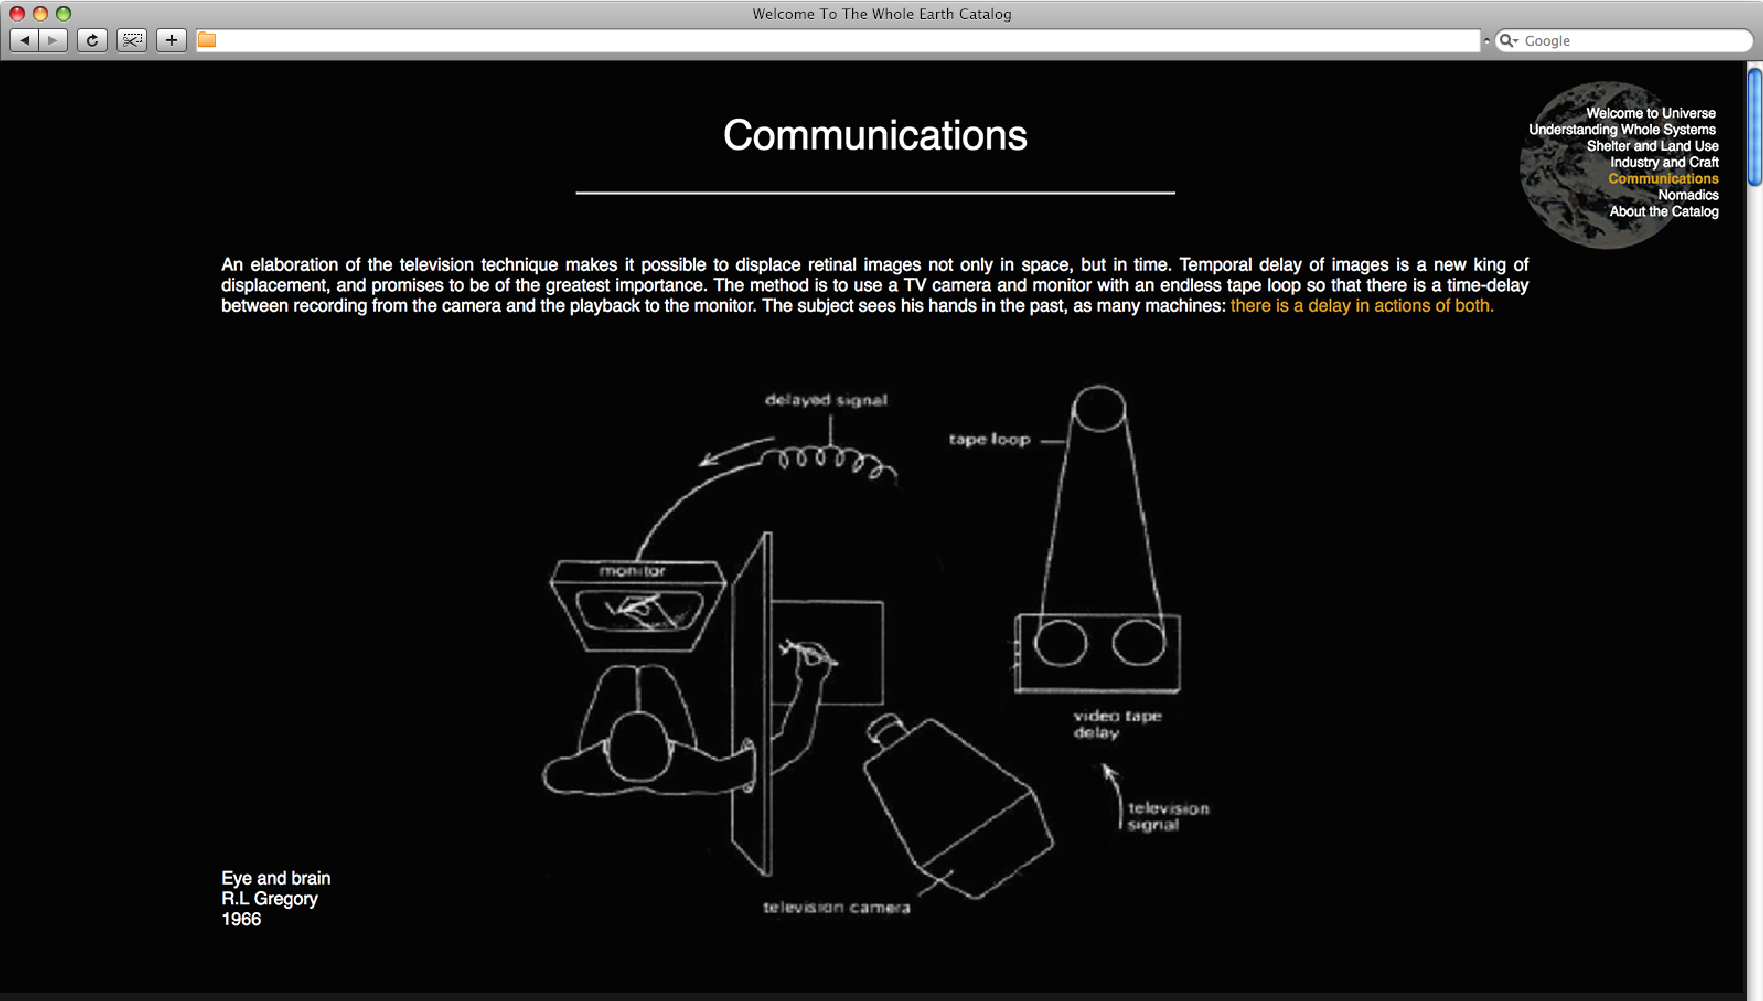 Welcome To The Whole Earth Catalog
Google
Welcome to Universe
Understanding Whole Systems
Shelter and Land Use
Industry and Craft
Communications
Nomadics
About the Catalog
Communications
An elaboration of the television technique makes it possible to displace retinal images not only in space, but in time. Temporal delay of images is a new king of
displacement, and promises to be of the greatest importance. The method is to use a TV camera and monitor with an endless tape loop so that there is a time-delay
between recording from the camera and the playback to the monitor. The subject sees his hands in the past, as many machines: there is a delay in actions of both.
delayed signal
tape loop
monitor
video tape
delay
television
signal
television camera
Eye and brain
R.L Gregory
1966